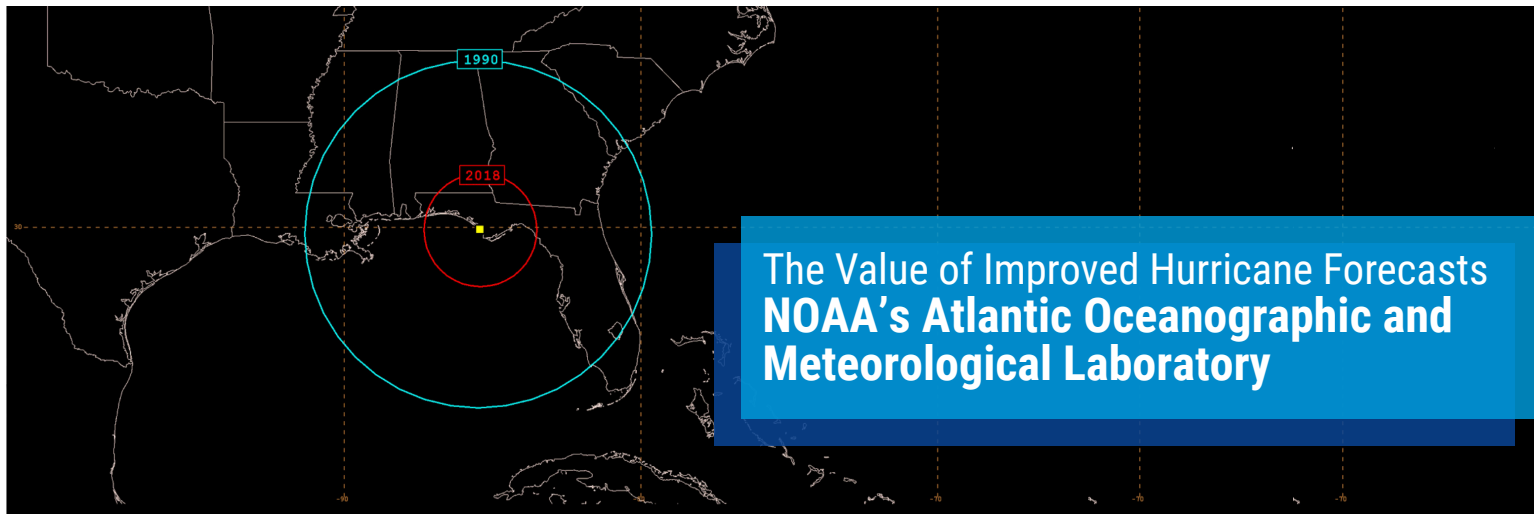 1990
2018
30
The Value of Improved Hurricane Forecasts
NOAA’s Atlantic Oceanographic and
Meteorological Laboratory
-90
-70
-70
-70